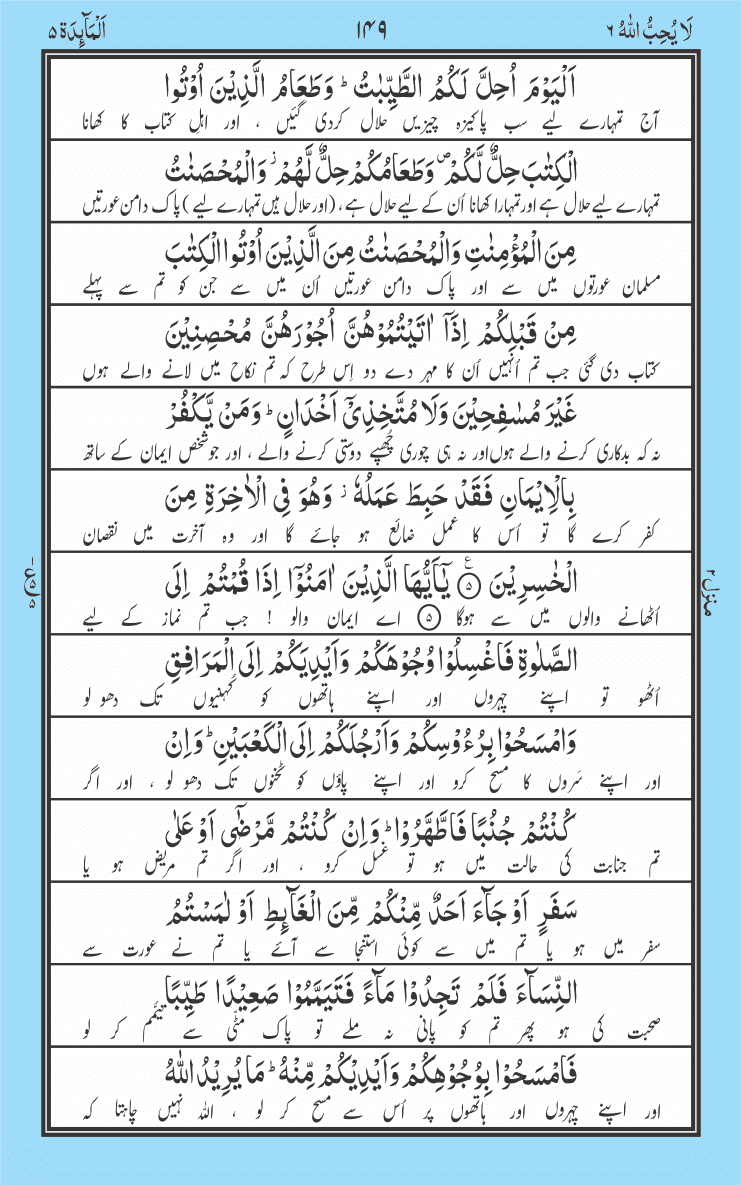 لَا يُحِبُّ اللّٰهُ ٦
١٤٩
اَلْمَآئِدَة ٥
اَلْيَوْمَ اُحِلَّ لَكُمُ الطَّيِّبٰتُ ؕ وَطَعَامُ الَّذِيْنَ اُوْتُوا
آج تمہارے لیے سب پاکیزہ چیزیں حلال کردی گئیں ، اور اہلِ کتاب کا کھانا
الْكِتٰبَ حِلٌّ لَّكُمْ ۪ وَطَعَامُكُمْ حِلٌّ لَّهُمْ ؗ وَالْمُحْصَنٰتُ
تمہارے لیے حلال ہے اور تمہارا کھانا اُن کے لیے حلال ہے ، (اور حلال ہیں تمہارے لیے ) پاک دامن عورتیں
مِنَ الْمُؤْمِنٰتِ وَالْمُحْصَنٰتُ مِنَ الَّذِيْنَ اُوْتُوا الْكِتٰبَ
مسلمان عورتوں میں سے اور پاک دامن عورتیں اُن میں سے جن کو تم سے پہلے
مِنْ قَبْلِكُمْ اِذَآ اٰتَيْتُمُوْهُنَّ اُجُوْرَهُنَّ مُحْصِنِيْنَ
کتاب دی گئی جب تم اُنہیں اُن کا مہر دے دو اِس طرح کہ تم نکاح میں لانے والے ہوں
غَيْرَ مُسٰفِحِيْنَ وَلَا مُتَّخِذِيْٓ اَخْدَانٍ ؕ وَمَنْ يَّكْفُرْ
نہ کہ بدکاری کرنے والے ہوں اور نہ ہی چوری چُھپے دوستی کرنے والے ، اور جو شخص ایمان کے ساتھ
بِالْاِيْمَانِ فَقَدْ حَبِطَ عَمَلُهٗ ؗ وَهُوَ فِي الْاٰخِرَةِ مِنَ
کفر کرے گا تو اُس کا عمل ضائع ہو جائے گا اور وہ آخرت میں نقصان
الْخٰسِرِيْنَ ۝٥ ع يٰٓاَيُّهَا الَّذِيْنَ اٰمَنُوْٓا اِذَا قُمْتُمْ اِلَى
اُٹھانے والوں میں سے ہوگا ۝٥ اے ایمان والو ! جب تم نماز کے لیے
الصَّلٰوةِ فَاغْسِلُوْا وُجُوْهَكُمْ وَاَيْدِيَكُمْ اِلَى الْمَرَافِقِ
اُٹھو تو اپنے چہروں اور اپنے ہاتھوں کو کُہنیوں تک دھو لو
وَامْسَحُوْا بِرُءُوْسِكُمْ وَاَرْجُلَكُمْ اِلَى الْكَعْبَيْنِ ؕ وَاِنْ
اور اپنے سَروں کا مسح کرو اور اپنے پاؤں کو ٹخنوں تک دھو لو ، اور اگر
كُنْتُمْ جُنُبًا فَاطَّهَّرُوْا ؕ وَاِنْ كُنْتُمْ مَّرْضٰٓى اَوْ عَلٰى
تم جنابت کی حالت میں ہو تو غسل کرو ، اور اگر تم مریض ہو یا
سَفَرٍ اَوْ جَآءَ اَحَدٌ مِّنْكُمْ مِّنَ الْغَآئِطِ اَوْ لٰمَسْتُمُ
سفر میں ہو یا تم میں سے کوئی استنجا سے آئے یا تم نے عورت سے
النِّسَآءَ فَلَمْ تَجِدُوْا مَآءً فَتَيَمَّمُوْا صَعِيْدًا طَيِّبًا
صحبت کی ہو پھر تم کو پانی نہ ملے تو پاک مٹّی سے تیمُّم کر لو
فَامْسَحُوْا بِوُجُوْهِكُمْ وَاَيْدِيْكُمْ مِّنْهُ ؕ مَا يُرِيْدُ اللّٰهُ
اور اپنے چہروں اور ہاتھوں پر اُس سے مسح کر لو ، اللہ نہیں چاہتا کہ
منزل ٢